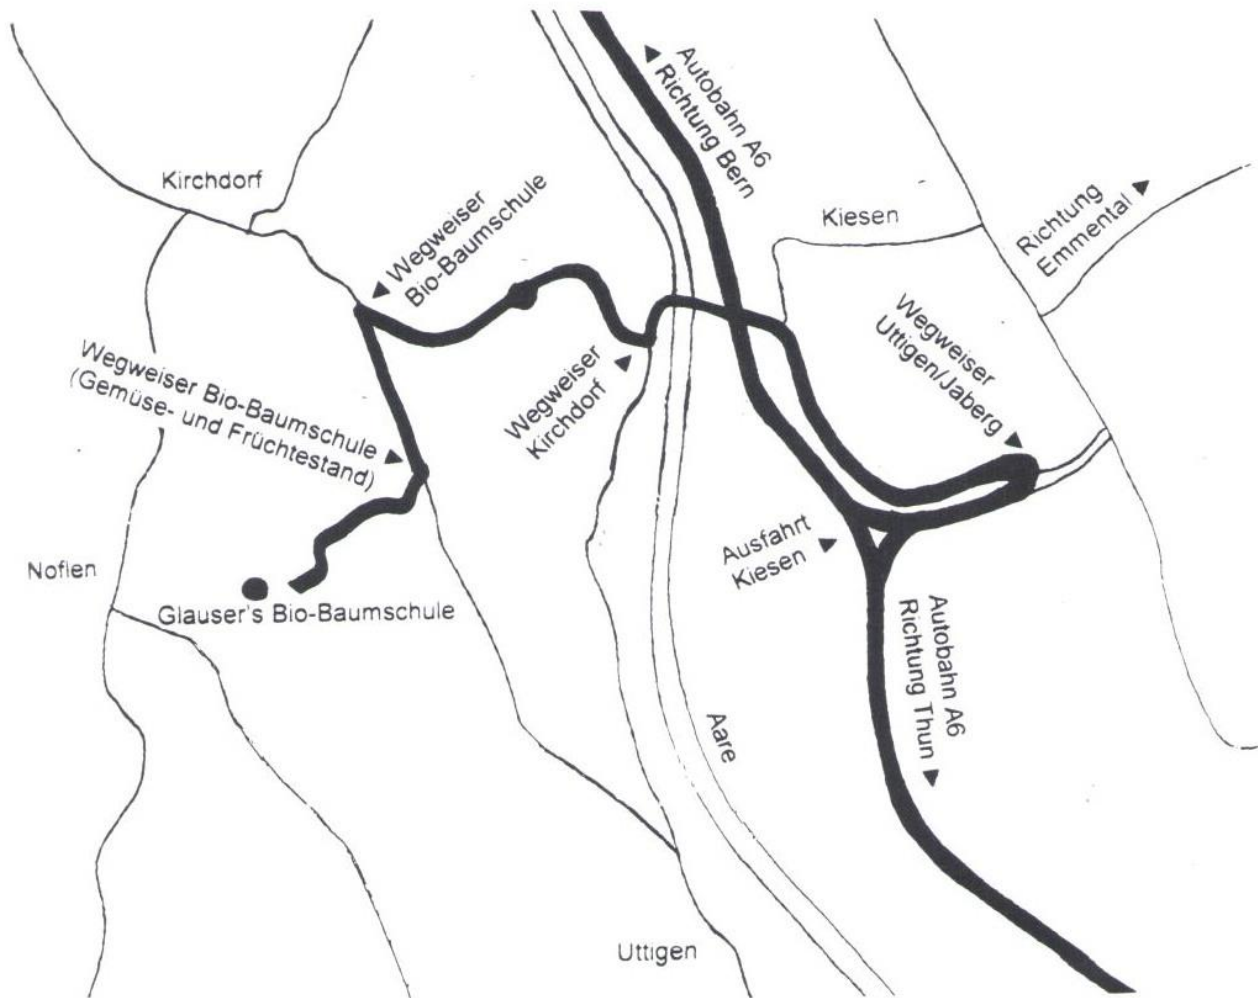 Autobahn A6
Richtung Bern
Kirchdorf
Wegweiser
Bio-Baumschule
Kiesen
Richtung
Emmental
Wegweiser
Uttigen/Jaberg
Wegweiser Bio-Baumschule
(Gemüse- und Früchtestand)
Wegweiser
Kirchdorf
Ausfahrt
Kiesen
Noflen
Glauser's Bio-Baumschule
Autobahn A6
Richtung Thun
Aare
Uttigen